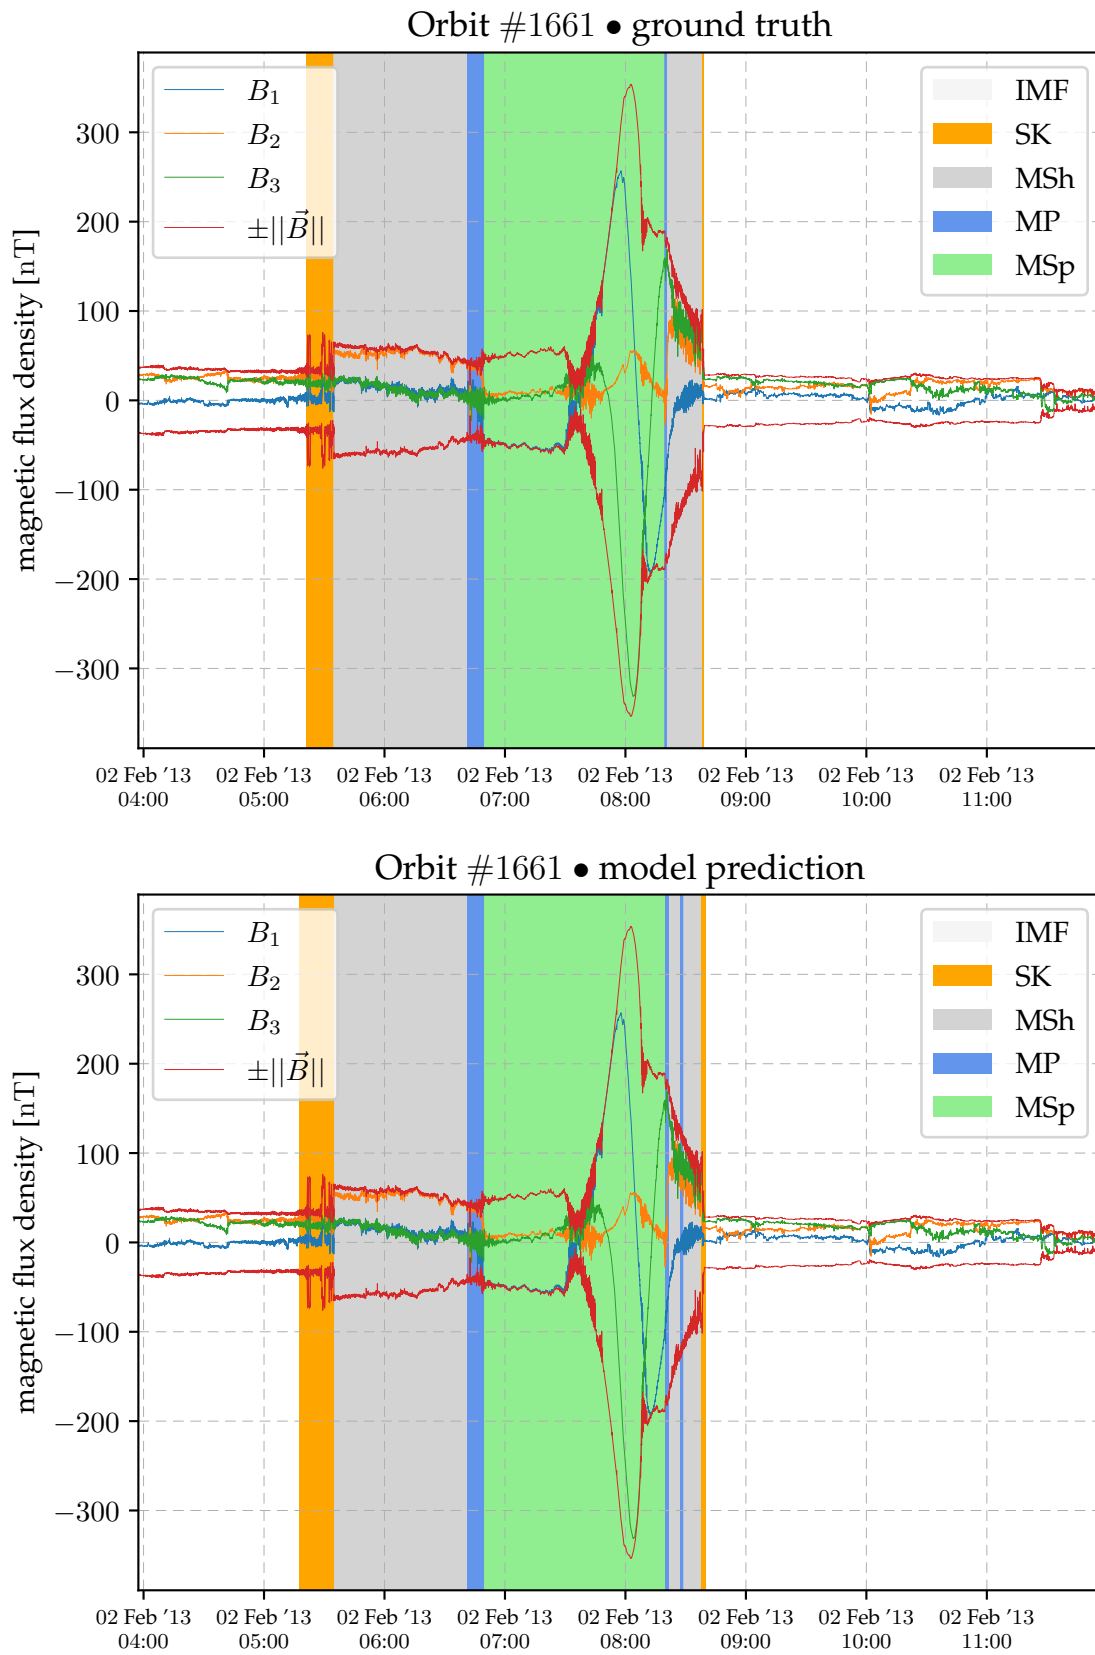 Orbit #1661 • ground truth
B₁
B₂
B₃
±||B⃗||
IMF
SK
MSh
MP
MSp
magnetic flux density [nT]
300
200
100
0
−100
−200
−300
02 Feb ′13 02 Feb ′13 02 Feb ′13 02 Feb ′13 02 Feb ′13 02 Feb ′13 02 Feb ′13 02 Feb ′13
04:00 05:00 06:00 07:00 08:00 09:00 10:00 11:00
Orbit #1661 • model prediction
B₁
B₂
B₃
±||B⃗||
IMF
SK
MSh
MP
MSp
magnetic flux density [nT]
300
200
100
0
−100
−200
−300
02 Feb ′13 02 Feb ′13 02 Feb ′13 02 Feb ′13 02 Feb ′13 02 Feb ′13 02 Feb ′13 02 Feb ′13
04:00 05:00 06:00 07:00 08:00 09:00 10:00 11:00